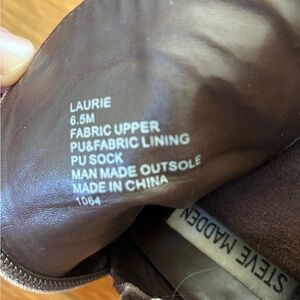 LAURIE
6.5M
FABRIC UPPER
PU&FABRIC LINING
PU SOCK
MAN MADE OUTSOLE
MADE IN CHINA
1064
STEVE MADDEN